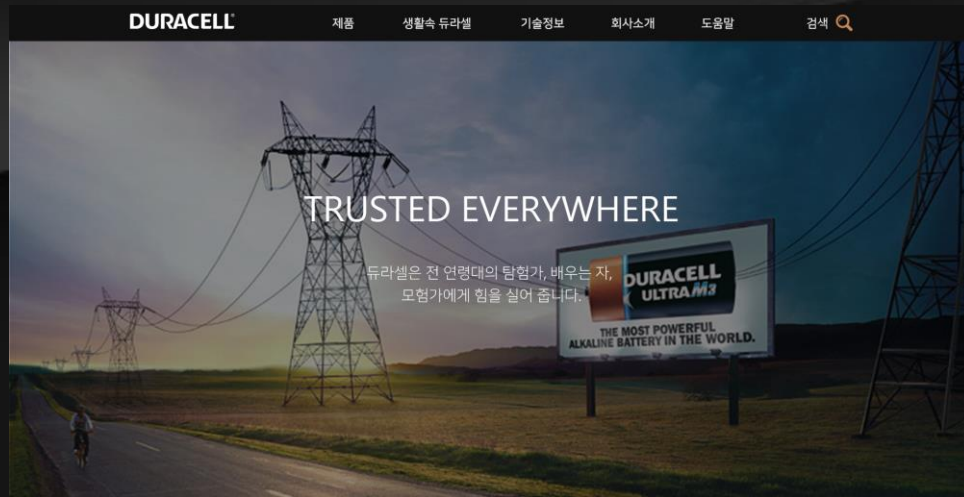 DURACELL
제품
생활속 듀라셀
기술정보
회사소개
도움말
검색
TRUSTED EVERYWHERE
듀라셀은 전 연령대의 탐험가, 배우는 자,
모험가에게 힘을 실어 줍니다.
DURACELL
ULTRA M3
THE MOST POWERFUL
ALKALINE BATTERY IN THE WORLD.